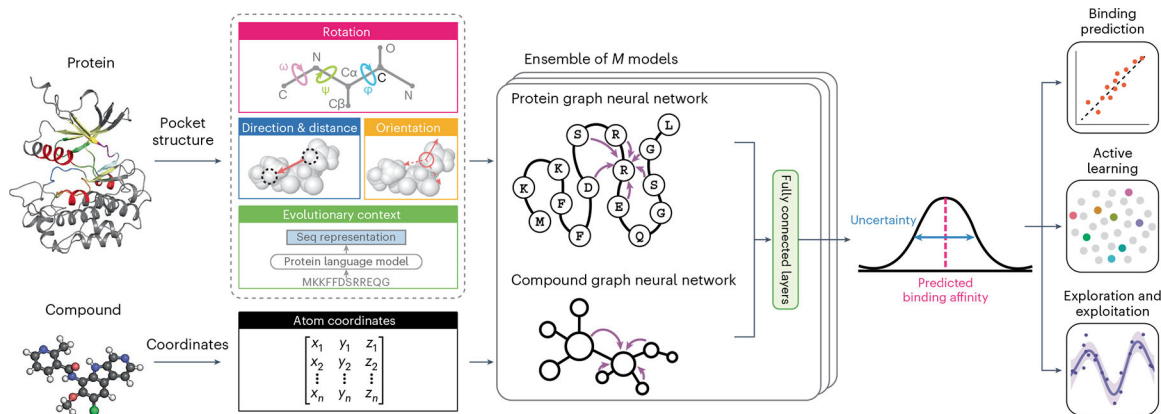 Protein
Pocket
structure
Rotation
ω
N
ψ
Cα
φ
O
C
C
Cβ
N
Direction & distance
Orientation
Evolutionary context
Seq representation
Protein language model
MKKFFDSRREQG
Compound
Coordinates
Atom coordinates
x1 y1 z1
x2 y2 z2
⋮ ⋮ ⋮
xn yn zn
Ensemble of M models
Protein graph neural network
M
K
K
F
F
D
S
R
R
E
Q
G
S
G
L
Compound graph neural network
Fully connected layers
Uncertainty
Predicted
binding affinity
Binding
prediction
Active
learning
Exploration and
exploitation